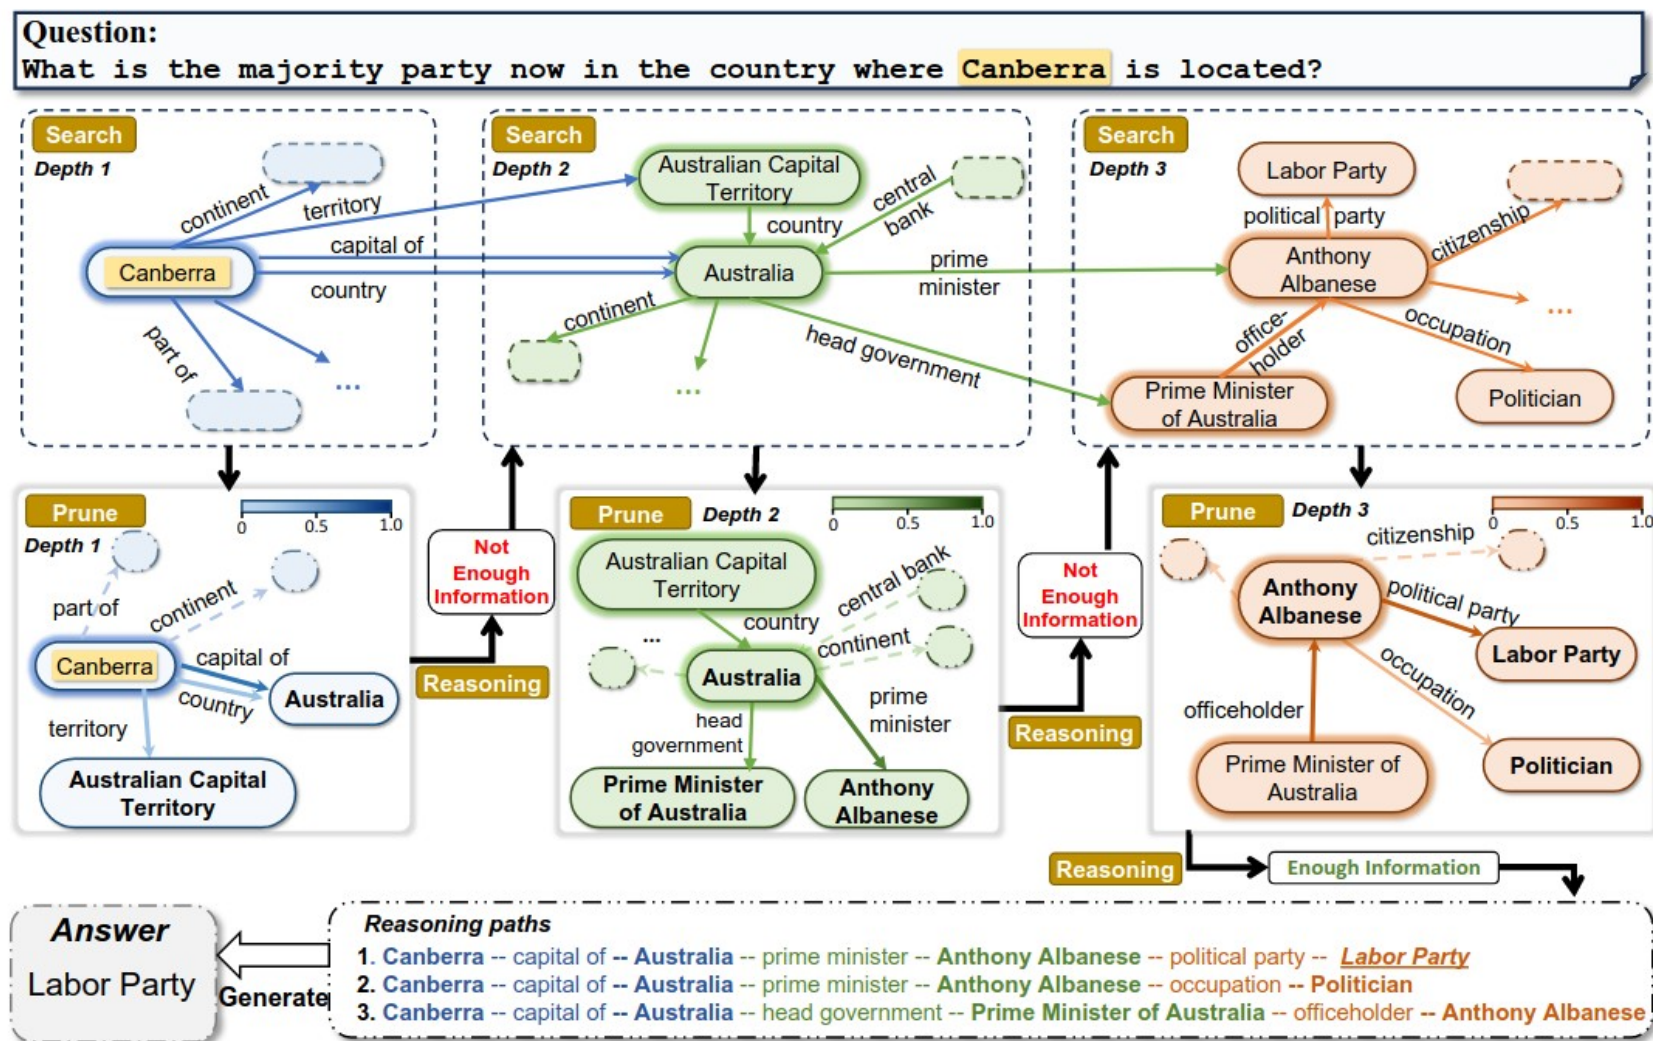 Question:
What is the majority party now in the country where Canberra is located?
Search
Depth 1
continent
territory
Canberra
capital of
country
part of
...
Search
Depth 2
Australian Capital
Territory
central
bank
country
Australia
prime
minister
continent
head government
...
Search
Depth 3
Labor Party
political party
citizenship
Anthony
Albanese
...
office-
holder
occupation
Prime Minister
of Australia
Politician
Prune
Depth 1
0 0.5 1.0
part of
continent
Canberra
capital of
country
Australia
territory
Australian Capital
Territory
Not
Enough
Information
Reasoning
Prune
Depth 2
0 0.5 1.0
Australian Capital
Territory
central bank
country
...
continent
Australia
prime
minister
head
government
Prime Minister
of Australia
Anthony
Albanese
Not
Enough
Information
Reasoning
Prune
Depth 3
0 0.5 1.0
citizenship
Anthony
Albanese
political party
Labor Party
occupation
officeholder
Prime Minister of
Australia
Politician
Reasoning
Enough Information
Answer
Labor Party
Generate
Reasoning paths
1. Canberra -- capital of -- Australia -- prime minister -- Anthony Albanese -- political party -- Labor Party
2. Canberra -- capital of -- Australia -- prime minister -- Anthony Albanese -- occupation -- Politician
3. Canberra -- capital of -- Australia -- head government -- Prime Minister of Australia -- officeholder -- Anthony Albanese